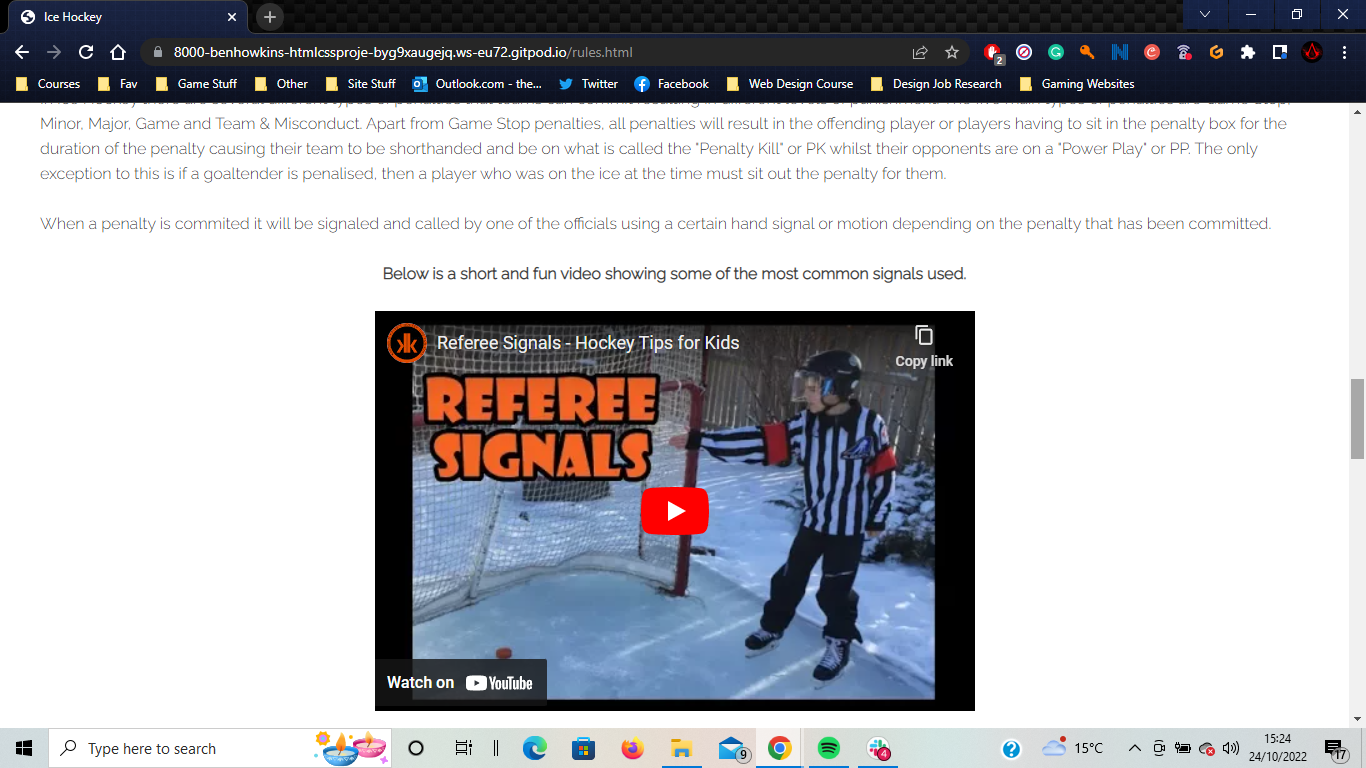 Ice Hockey
8000-benhowkins-htmlcssproje-byg9xaugejq.ws-eu72.gitpod.io/rules.html
2
Courses Fav Game Stuff Other Site Stuff Outlook.com - the... Twitter Facebook Web Design Course Design Job Research Gaming Websites
Minor, Major, Game and Team & Misconduct. Apart from Game Stop penalties, all penalties will result in the offending player or players having to sit in the penalty box for the
duration of the penalty causing their team to be shorthanded and be on what is called the "Penalty Kill" or PK whilst their opponents are on a "Power Play" or PP. The only
exception to this is if a goaltender is penalised, then a player who was on the ice at the time must sit out the penalty for them.
When a penalty is commited it will be signaled and called by one of the officials using a certain hand signal or motion depending on the penalty that has been committed.
Below is a short and fun video showing some of the most common signals used.
Referee Signals - Hockey Tips for Kids
Copy link
REFEREE
SIGNALS
Watch on YouTube
Type here to search
9
4
15°C
15:24
24/10/2022
17